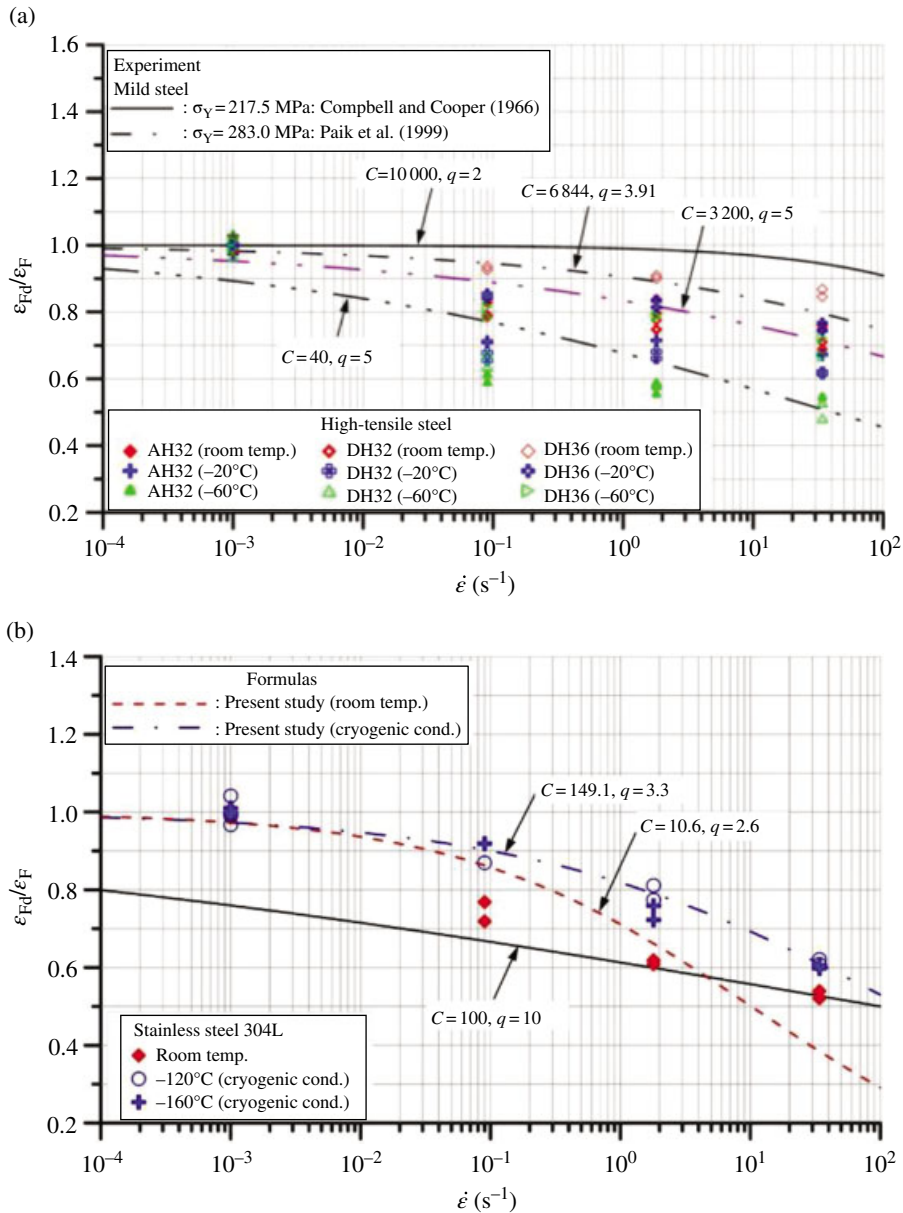 (a)
1.6
1.4
1.2
1.0
0.8
0.6
0.4
0.2
εFd/εF
Experiment
Mild steel
: σY = 217.5 MPa: Compbell and Cooper (1966)
: σY = 283.0 MPa: Paik et al. (1999)
C=10 000, q = 2
C = 6 844, q = 3.91
C = 3 200, q = 5
C = 40, q = 5
High-tensile steel
AH32 (room temp.) DH32 (room temp.) DH36 (room temp.)
AH32 (–20°C) DH32 (–20°C) DH36 (–20°C)
AH32 (–60°C) DH32 (–60°C) DH36 (–60°C)
10⁻⁴ 10⁻³ 10⁻² 10⁻¹ 10⁰ 10¹ 10²
ε̇ (s⁻¹)
(b)
1.4
1.2
1.0
0.8
0.6
0.4
0.2
εFd/εF
Formulas
: Present study (room temp.)
: Present study (cryogenic cond.)
C = 149.1, q = 3.3
C = 10.6, q = 2.6
C = 100, q = 10
Stainless steel 304L
Room temp.
–120°C (cryogenic cond.)
–160°C (cryogenic cond.)
10⁻⁴ 10⁻³ 10⁻² 10⁻¹ 10⁰ 10¹ 10²
ε̇ (s⁻¹)